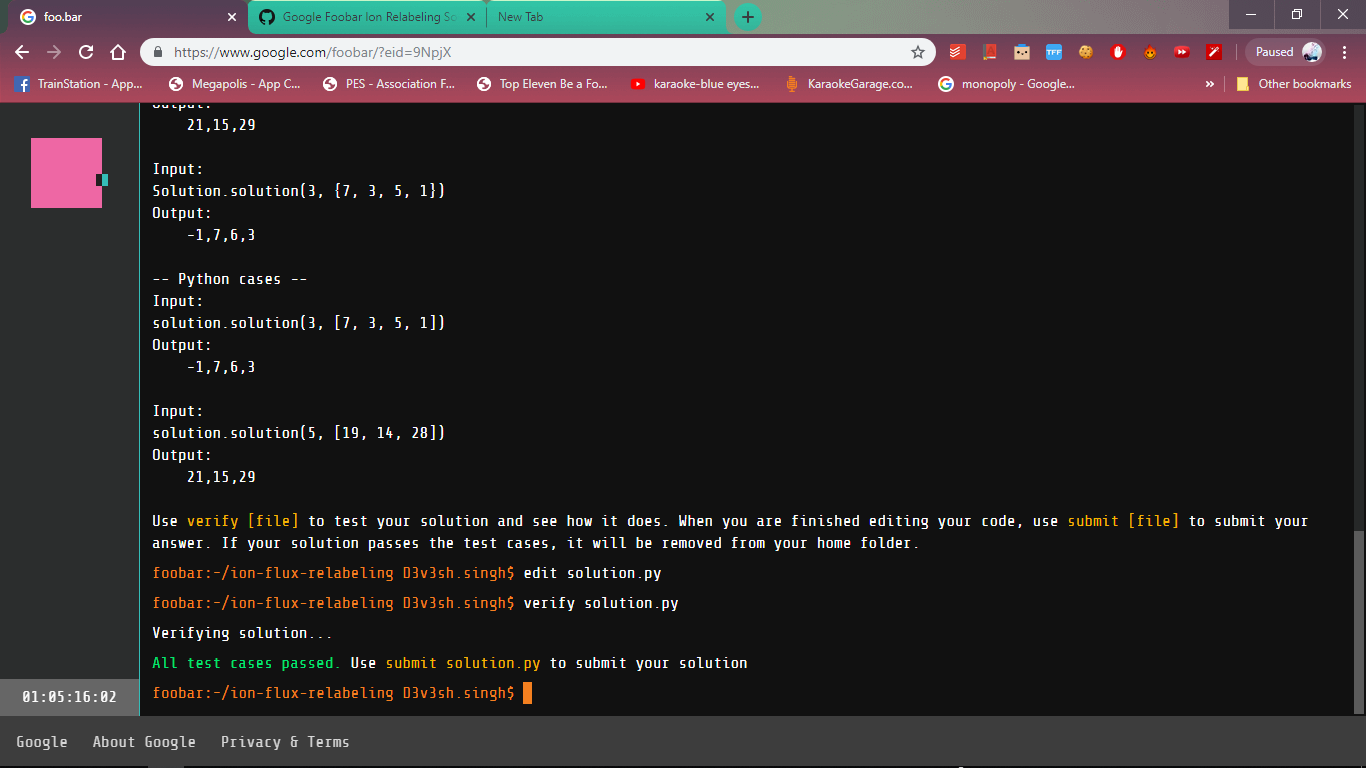 foo.bar
Google Foobar Ion Relabeling So
New Tab
https://www.google.com/foobar/?eid=9NpjX
TFF
Paused
TrainStation - App...
Megapolis - App C...
PES - Association F...
Top Eleven Be a Fo...
karaoke-blue eyes...
KaraokeGarage.co...
monopoly - Google...
»
Other bookmarks
Output:
21,15,29
Input:
Solution.solution(3, {7, 3, 5, 1})
Output:
-1,7,6,3
-- Python cases --
Input:
solution.solution(3, [7, 3, 5, 1])
Output:
-1,7,6,3
Input:
solution.solution(5, [19, 14, 28])
Output:
21,15,29
Use verify [file] to test your solution and see how it does. When you are finished editing your code, use submit [file] to submit your
answer. If your solution passes the test cases, it will be removed from your home folder.
foobar:~/ion-flux-relabeling D3v3sh.singh$ edit solution.py
foobar:~/ion-flux-relabeling D3v3sh.singh$ verify solution.py
Verifying solution...
All test cases passed. Use submit solution.py to submit your solution
foobar:~/ion-flux-relabeling D3v3sh.singh$
01:05:16:02
Google About Google Privacy & Terms